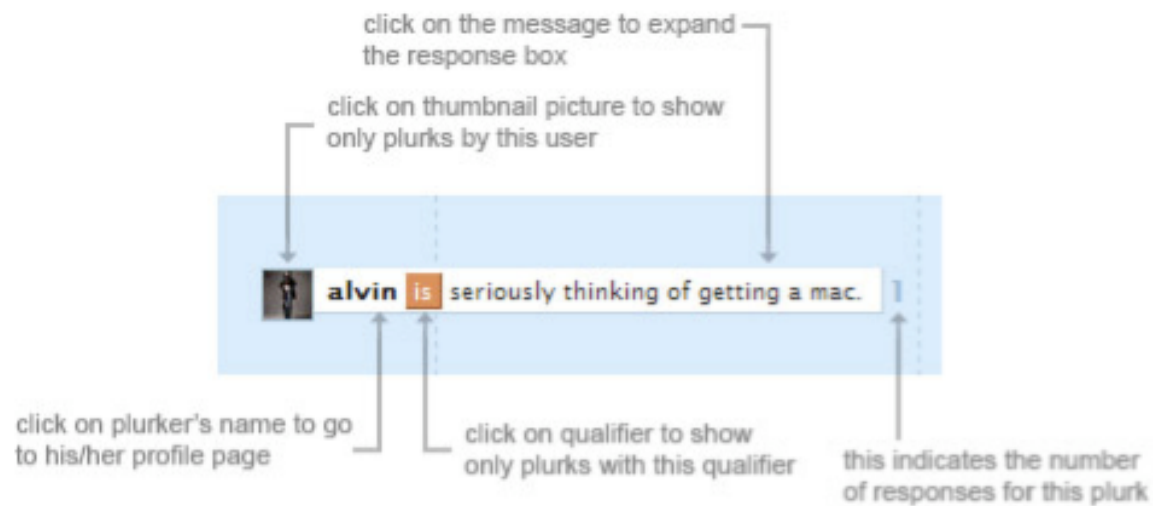 click on the message to expand
the response box
click on thumbnail picture to show
only plurks by this user
alvin is seriously thinking of getting a mac. 1
click on plurker's name to go
to his/her profile page
click on qualifier to show
only plurks with this qualifier
this indicates the number
of responses for this plurk